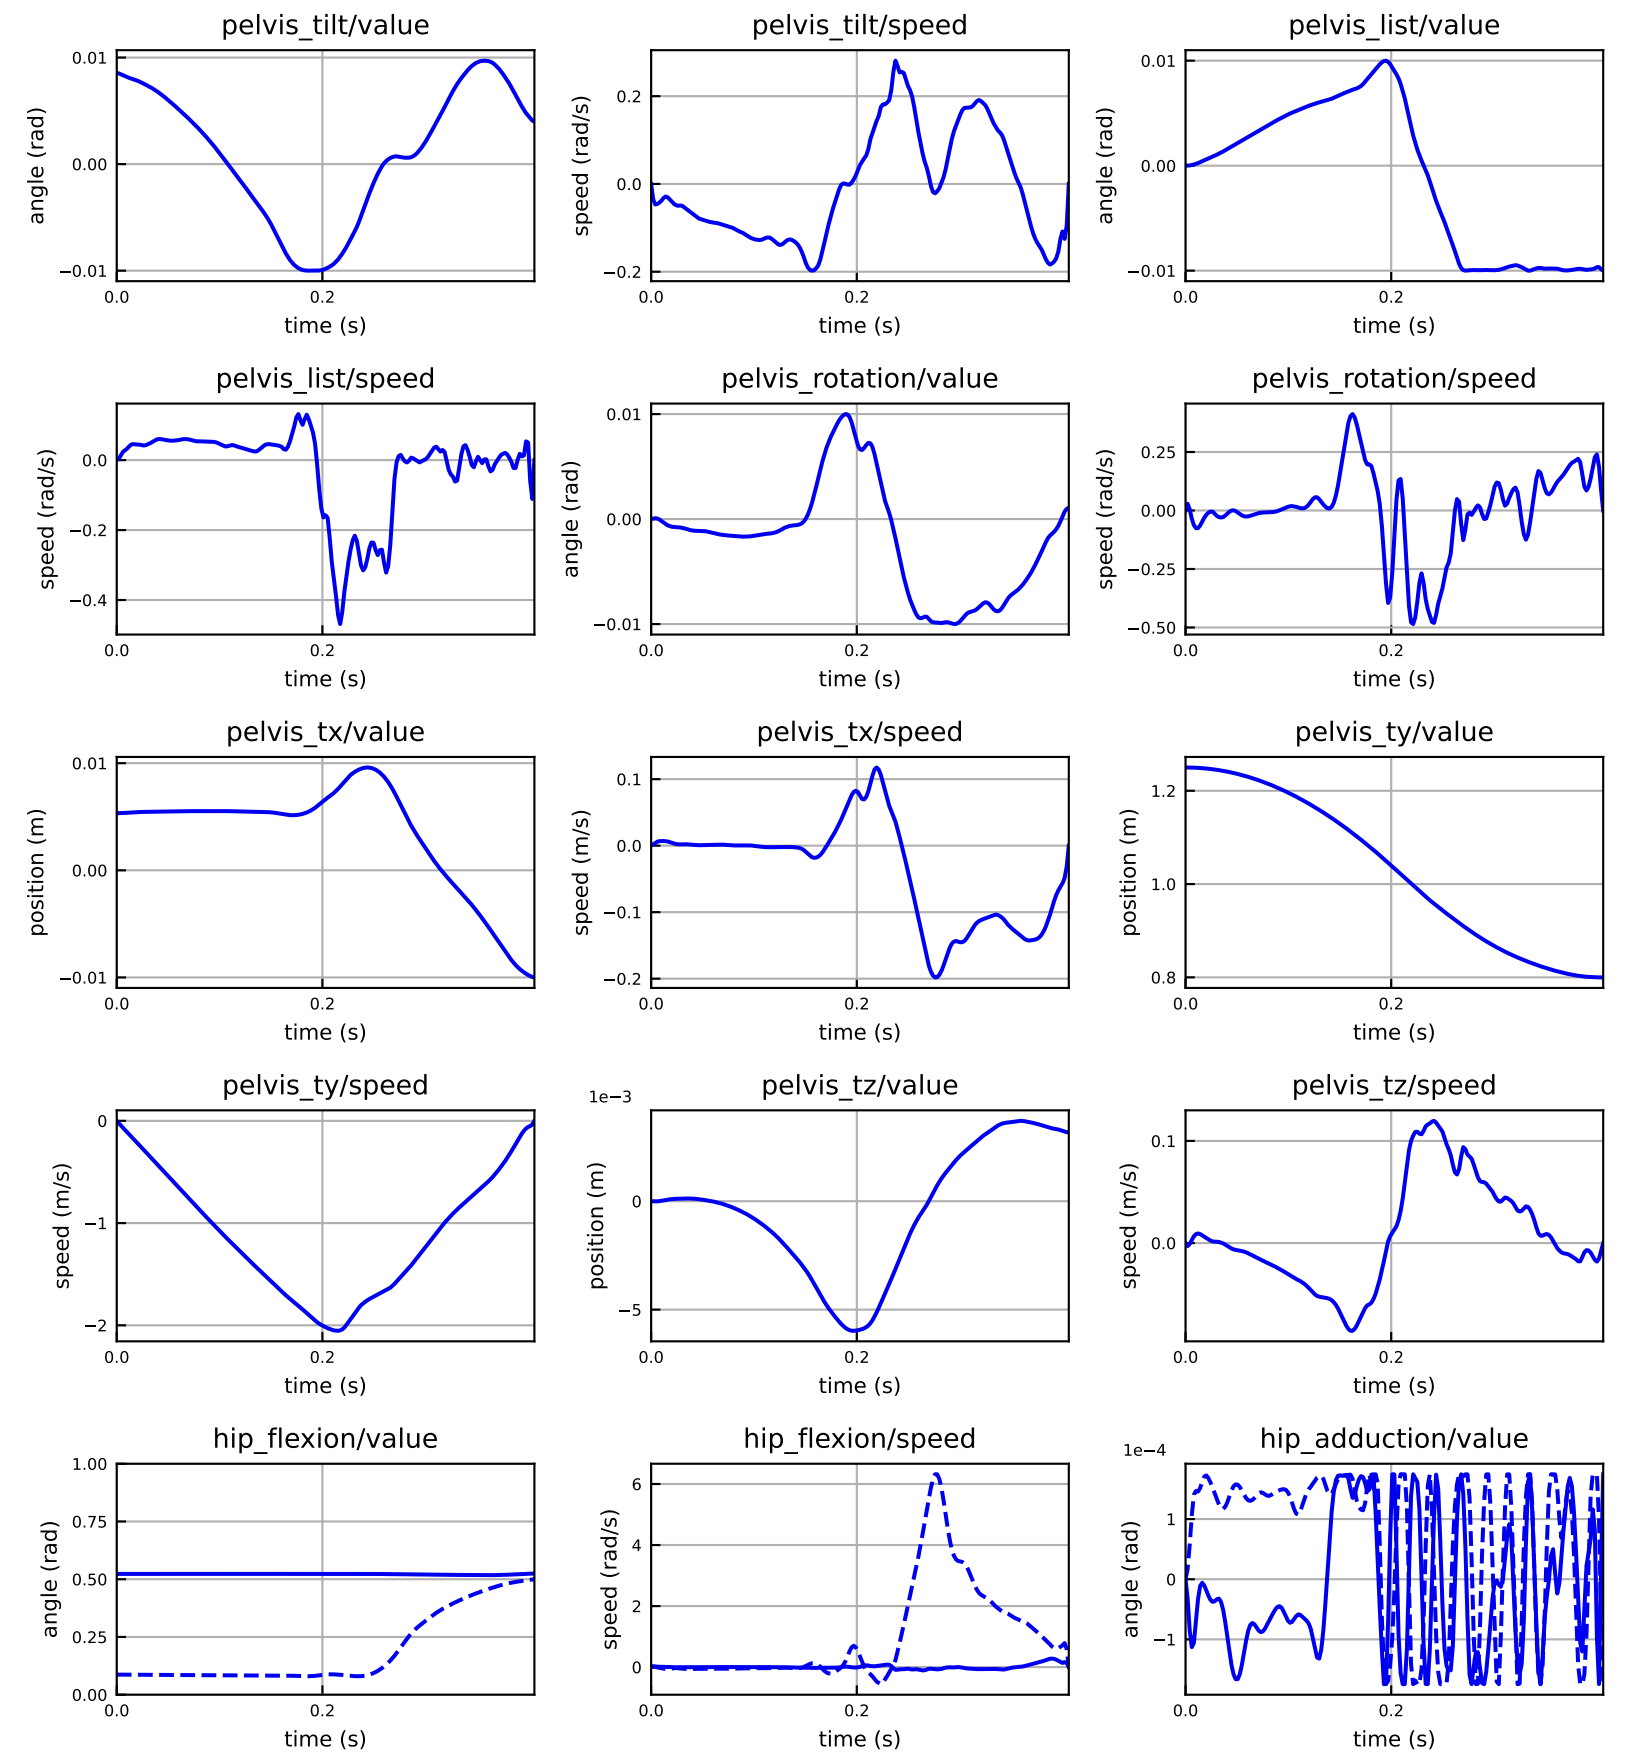 pelvis_tilt/value
0.01
0.00
−0.01
angle (rad)
0.0
0.2
time (s)
pelvis_tilt/speed
0.2
0.0
−0.2
speed (rad/s)
0.0
0.2
time (s)
pelvis_list/value
0.01
0.00
−0.01
angle (rad)
0.0
0.2
time (s)
pelvis_list/speed
0.0
−0.2
−0.4
speed (rad/s)
0.0
0.2
time (s)
pelvis_rotation/value
0.01
0.00
−0.01
angle (rad)
0.0
0.2
time (s)
pelvis_rotation/speed
0.25
0.00
−0.25
−0.50
speed (rad/s)
0.0
0.2
time (s)
pelvis_tx/value
0.01
0.00
−0.01
position (m)
0.0
0.2
time (s)
pelvis_tx/speed
0.1
0.0
−0.1
−0.2
speed (m/s)
0.0
0.2
time (s)
pelvis_ty/value
1.2
1.0
0.8
position (m)
0.0
0.2
time (s)
pelvis_ty/speed
0
−1
−2
speed (m/s)
0.0
0.2
time (s)
pelvis_tz/value
1e−3
0
−5
position (m)
0.0
0.2
time (s)
pelvis_tz/speed
0.1
0.0
speed (m/s)
0.0
0.2
time (s)
hip_flexion/value
1.00
0.75
0.50
0.25
0.00
angle (rad)
0.0
0.2
time (s)
hip_flexion/speed
6
4
2
0
speed (rad/s)
0.0
0.2
time (s)
hip_adduction/value
1e−4
1
0
−1
angle (rad)
0.0
0.2
time (s)